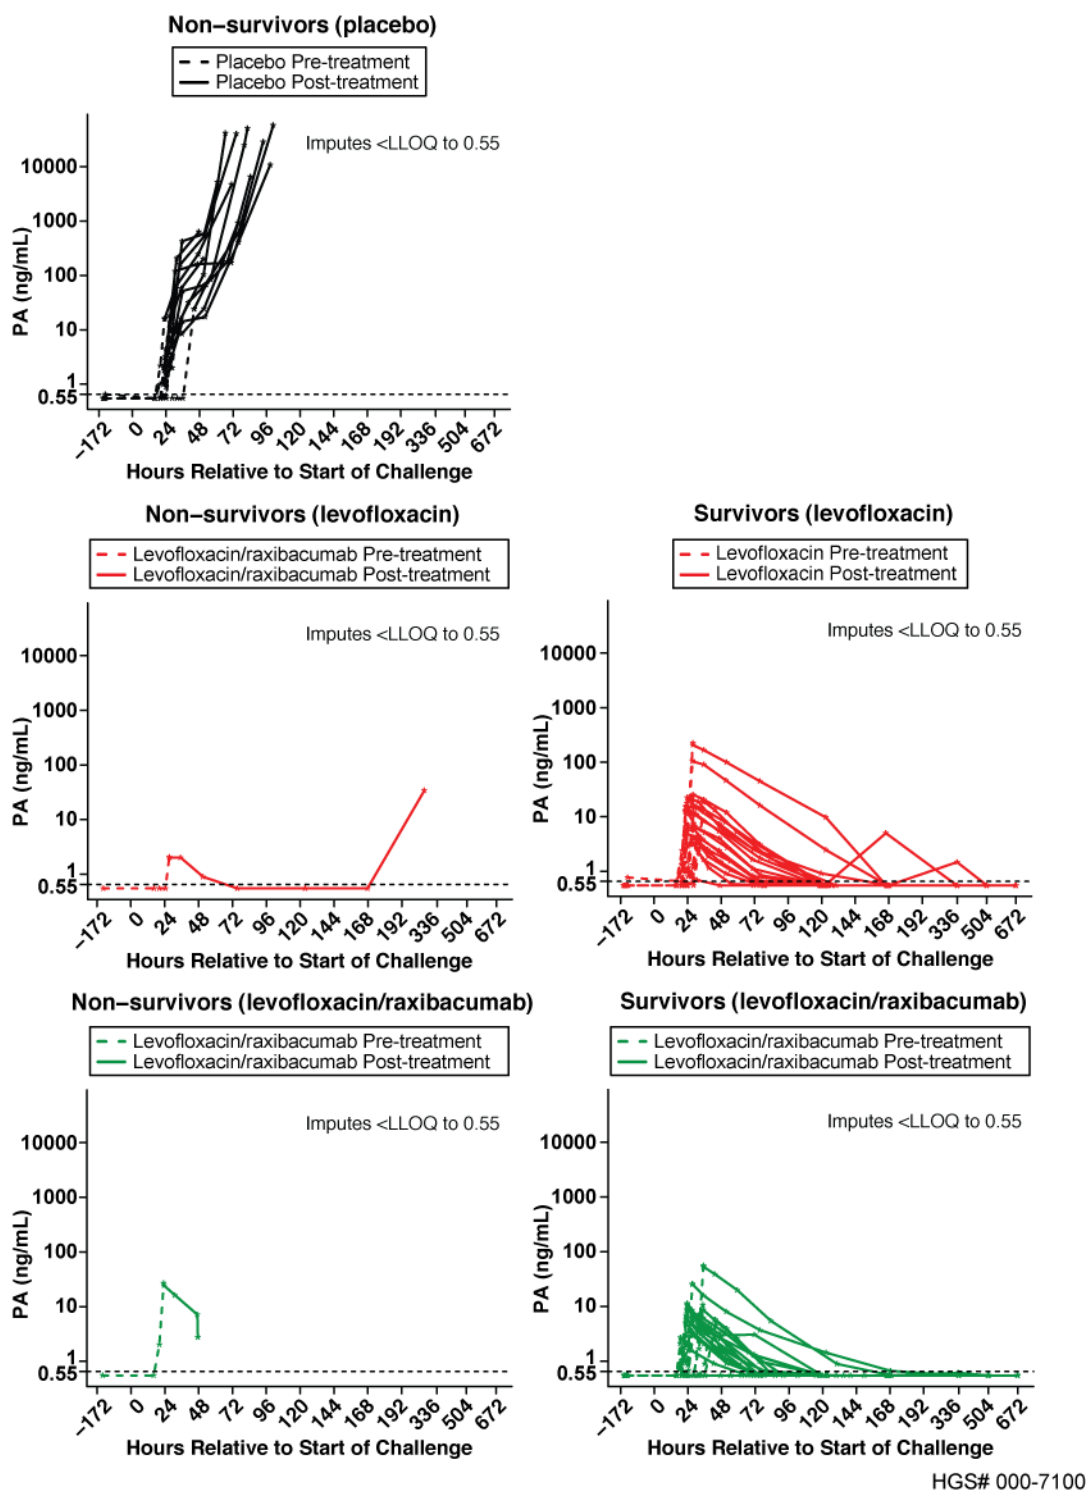 Non–survivors (placebo)
Placebo Pre-treatment
Placebo Post-treatment
Imputes <LLOQ to 0.55
PA (ng/mL)
10000
1000
100
10
1
0.55
–172 0 24 48 72 96 120 144 168 192 336 504 672
Hours Relative to Start of Challenge
Non–survivors (levofloxacin)
Levofloxacin/raxibacumab Pre-treatment
Levofloxacin/raxibacumab Post-treatment
Imputes <LLOQ to 0.55
PA (ng/mL)
10000
1000
100
10
1
0.55
–172 0 24 48 72 96 120 144 168 192 336 504 672
Hours Relative to Start of Challenge
Survivors (levofloxacin)
Levofloxacin Pre-treatment
Levofloxacin Post-treatment
Imputes <LLOQ to 0.55
PA (ng/mL)
10000
1000
100
10
1
0.55
–172 0 24 48 72 96 120 144 168 192 336 504 672
Hours Relative to Start of Challenge
Non–survivors (levofloxacin/raxibacumab)
Levofloxacin/raxibacumab Pre-treatment
Levofloxacin/raxibacumab Post-treatment
Imputes <LLOQ to 0.55
PA (ng/mL)
10000
1000
100
10
1
0.55
–172 0 24 48 72 96 120 144 168 192 336 504 672
Hours Relative to Start of Challenge
Survivors (levofloxacin/raxibacumab)
Levofloxacin/raxibacumab Pre-treatment
Levofloxacin/raxibacumab Post-treatment
Imputes <LLOQ to 0.55
PA (ng/mL)
10000
1000
100
10
1
0.55
–172 0 24 48 72 96 120 144 168 192 336 504 672
Hours Relative to Start of Challenge
HGS# 000-7100